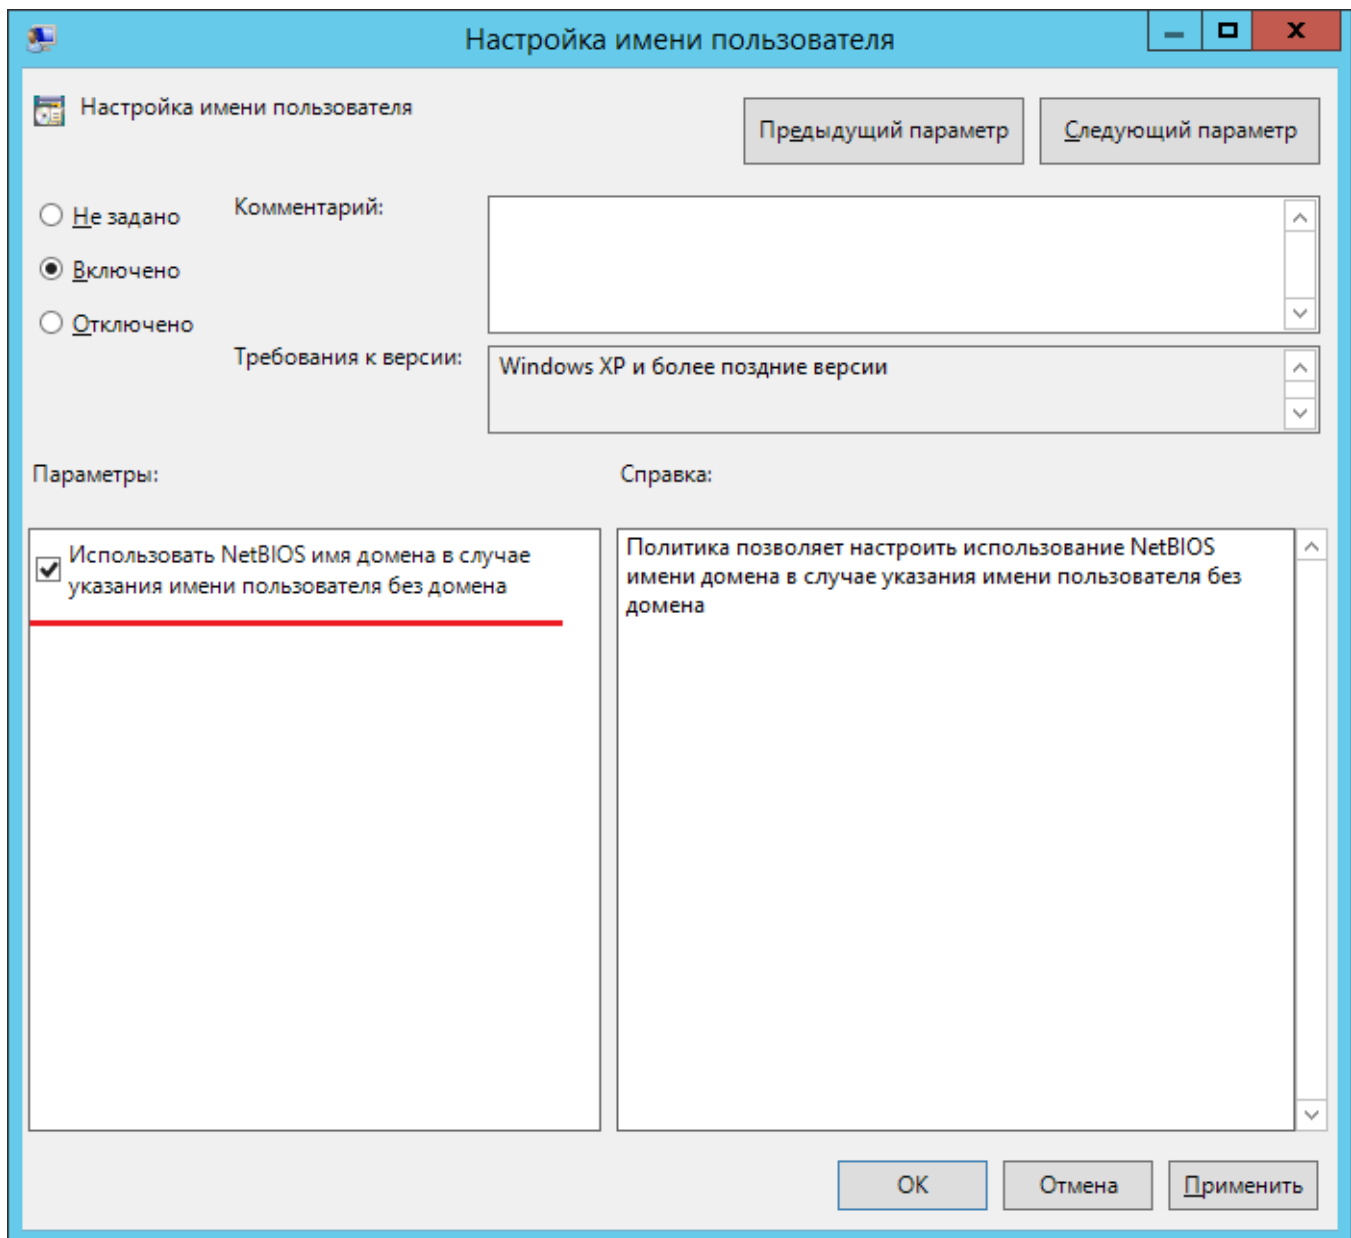 Настройка имени пользователя
Настройка имени пользователя
Предыдущий параметр
Следующий параметр
Не задано
Комментарий:
Включено
Отключено
Требования к версии:
Windows XP и более поздние версии
Параметры:
Справка:
Использовать NetBIOS имя домена в случае
указания имени пользователя без домена
Политика позволяет настроить использование NetBIOS
имени домена в случае указания имени пользователя без
домена
ОК
Отмена
Применить